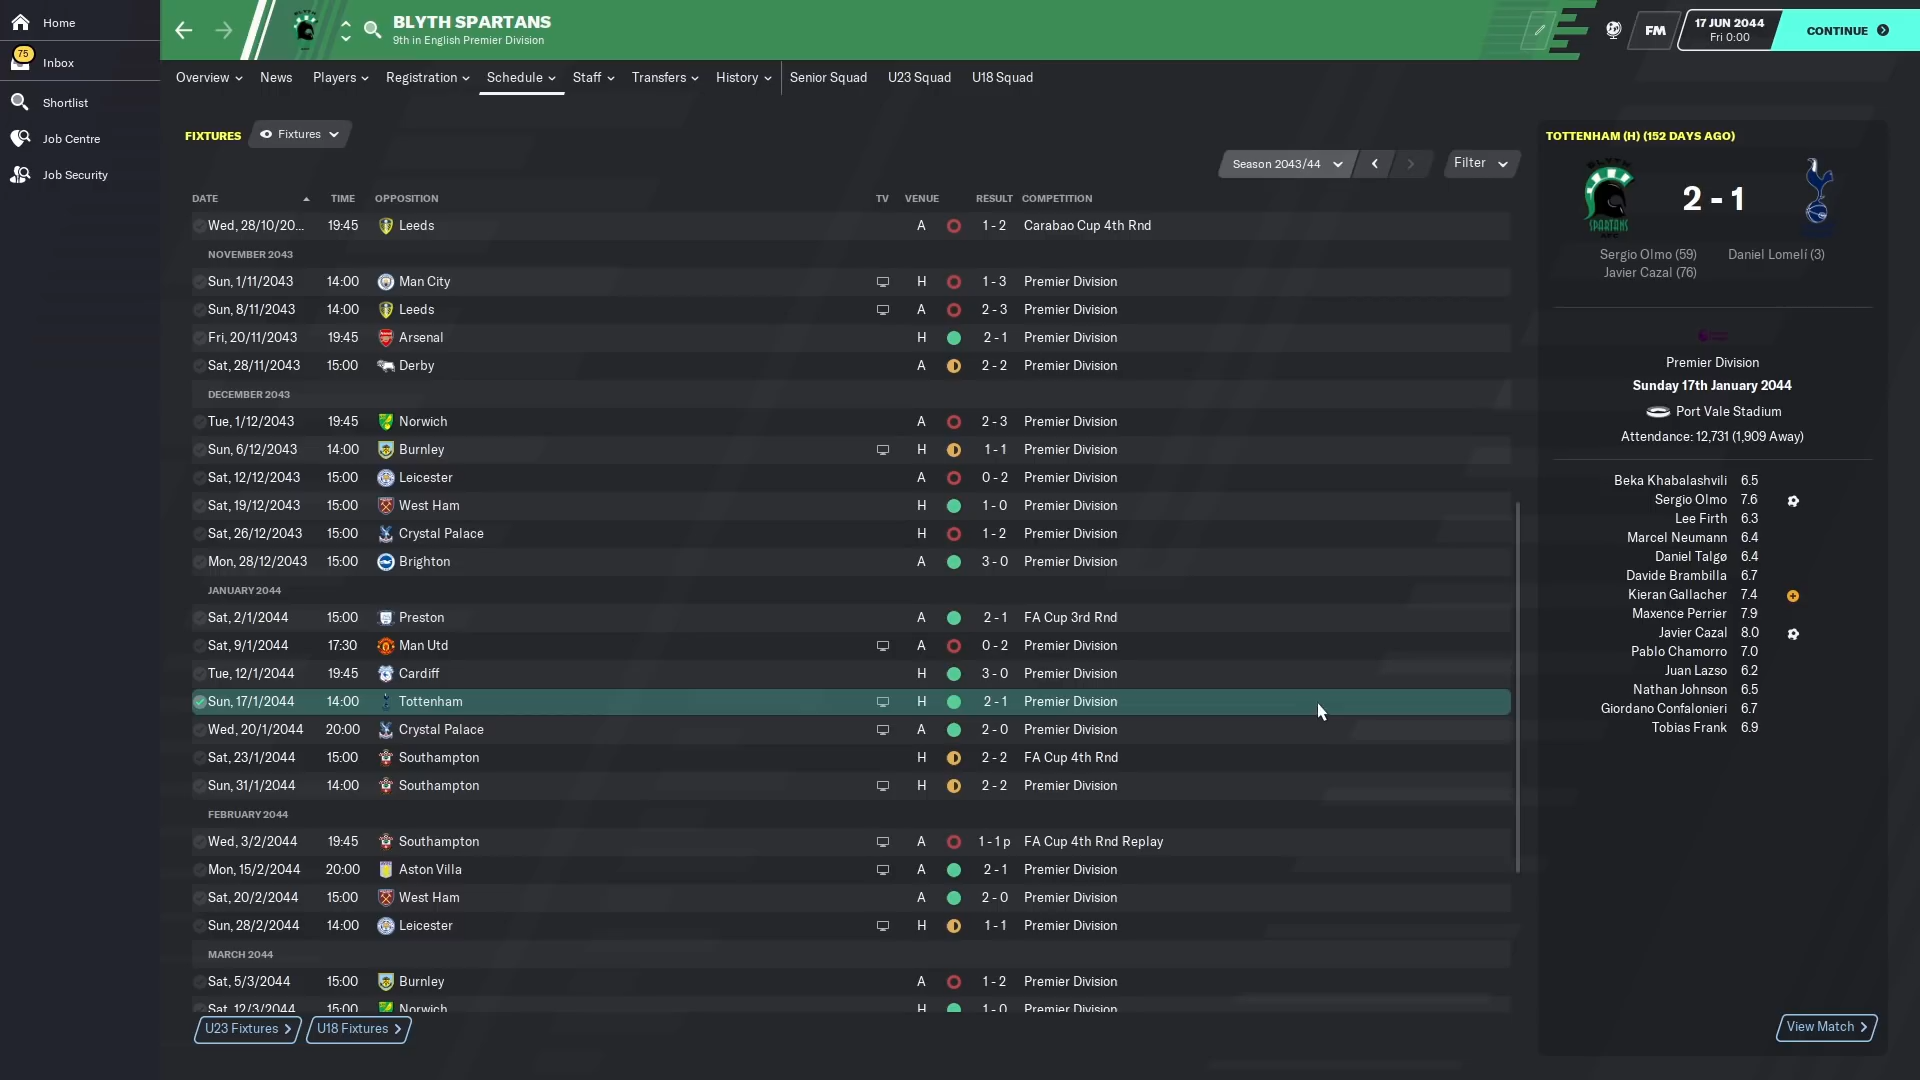 Home
75
Inbox
Shortlist
Job Centre
Job Security
BLYTH SPARTANS
9th in English Premier Division
FM
17 JUN 2044
Fri 0:00
CONTINUE
Overview
News
Players
Registration
Schedule
Staff
Transfers
History
Senior Squad
U23 Squad
U18 Squad
FIXTURES
Fixtures
Season 2043/44
Filter
DATE TIME OPPOSITION TV VENUE RESULT COMPETITION
Wed, 28/10/20... 19:45 Leeds A 1 - 2 Carabao Cup 4th Rnd
NOVEMBER 2043
Sun, 1/11/2043 14:00 Man City H 1 - 3 Premier Division
Sun, 8/11/2043 14:00 Leeds A 2 - 3 Premier Division
Fri, 20/11/2043 19:45 Arsenal H 2 - 1 Premier Division
Sat, 28/11/2043 15:00 Derby A 2 - 2 Premier Division
DECEMBER 2043
Tue, 1/12/2043 19:45 Norwich A 2 - 3 Premier Division
Sun, 6/12/2043 14:00 Burnley H 1 - 1 Premier Division
Sat, 12/12/2043 15:00 Leicester A 0 - 2 Premier Division
Sat, 19/12/2043 15:00 West Ham H 1 - 0 Premier Division
Sat, 26/12/2043 15:00 Crystal Palace H 1 - 2 Premier Division
Mon, 28/12/2043 15:00 Brighton A 3 - 0 Premier Division
JANUARY 2044
Sat, 2/1/2044 15:00 Preston A 2 - 1 FA Cup 3rd Rnd
Sat, 9/1/2044 17:30 Man Utd A 0 - 2 Premier Division
Tue, 12/1/2044 19:45 Cardiff H 3 - 0 Premier Division
Sun, 17/1/2044 14:00 Tottenham H 2 - 1 Premier Division
Wed, 20/1/2044 20:00 Crystal Palace A 2 - 0 Premier Division
Sat, 23/1/2044 15:00 Southampton H 2 - 2 FA Cup 4th Rnd
Sun, 31/1/2044 14:00 Southampton H 2 - 2 Premier Division
FEBRUARY 2044
Wed, 3/2/2044 19:45 Southampton A 1 - 1 p FA Cup 4th Rnd Replay
Mon, 15/2/2044 20:00 Aston Villa A 2 - 1 Premier Division
Sat, 20/2/2044 15:00 West Ham A 2 - 0 Premier Division
Sun, 28/2/2044 14:00 Leicester H 1 - 1 Premier Division
MARCH 2044
Sat, 5/3/2044 15:00 Burnley A 1 - 2 Premier Division
Sat, 12/3/2044 15:00 Norwich H 1 - 0 Premier Division
U23 Fixtures
U18 Fixtures
TOTTENHAM (H) (152 DAYS AGO)
BLYTH
SPARTANS
2 - 1
Sergio Olmo (59) Daniel Lomelí (3)
Javier Cazal (76)
Premier Division
Sunday 17th January 2044
Port Vale Stadium
Attendance: 12,731 (1,909 Away)
Beka Khabalashvili 6.5
Sergio Olmo 7.6
Lee Firth 6.3
Marcel Neumann 6.4
Daniel Talgø 6.4
Davide Brambilla 6.7
Kieran Gallacher 7.4
Maxence Perrier 7.9
Javier Cazal 8.0
Pablo Chamorro 7.0
Juan Lazso 6.2
Nathan Johnson 6.5
Giordano Confalonieri 6.7
Tobias Frank 6.9
View Match